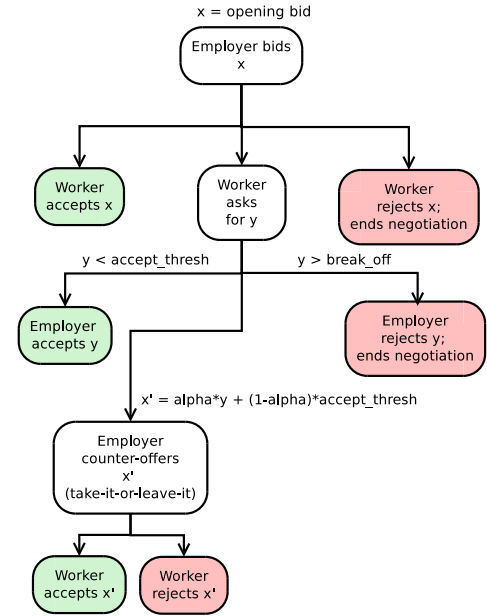 x = opening bid
Employer bids
x
Worker
accepts x
Worker
asks
for y
Worker
rejects x;
ends negotiation
y < accept_thresh
y > break_off
Employer
accepts y
Employer
rejects y;
ends negotiation
x' = alpha*y + (1-alpha)*accept_thresh
Employer
counter-offers
x'
(take-it-or-leave-it)
Worker
accepts x'
Worker
rejects x'